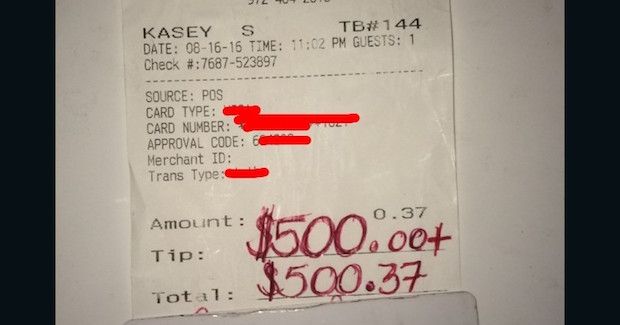 KASEY S TB#144
DATE: 08-16-16 TIME: 11:02 PM GUESTS: 1
Check #:7687-523897
SOURCE: POS
CARD TYPE:
CARD NUMBER:
APPROVAL CODE: 6
Merchant ID:
Trans Type:
Amount: 0.37
Tip: $500.00+
Total: $500.37